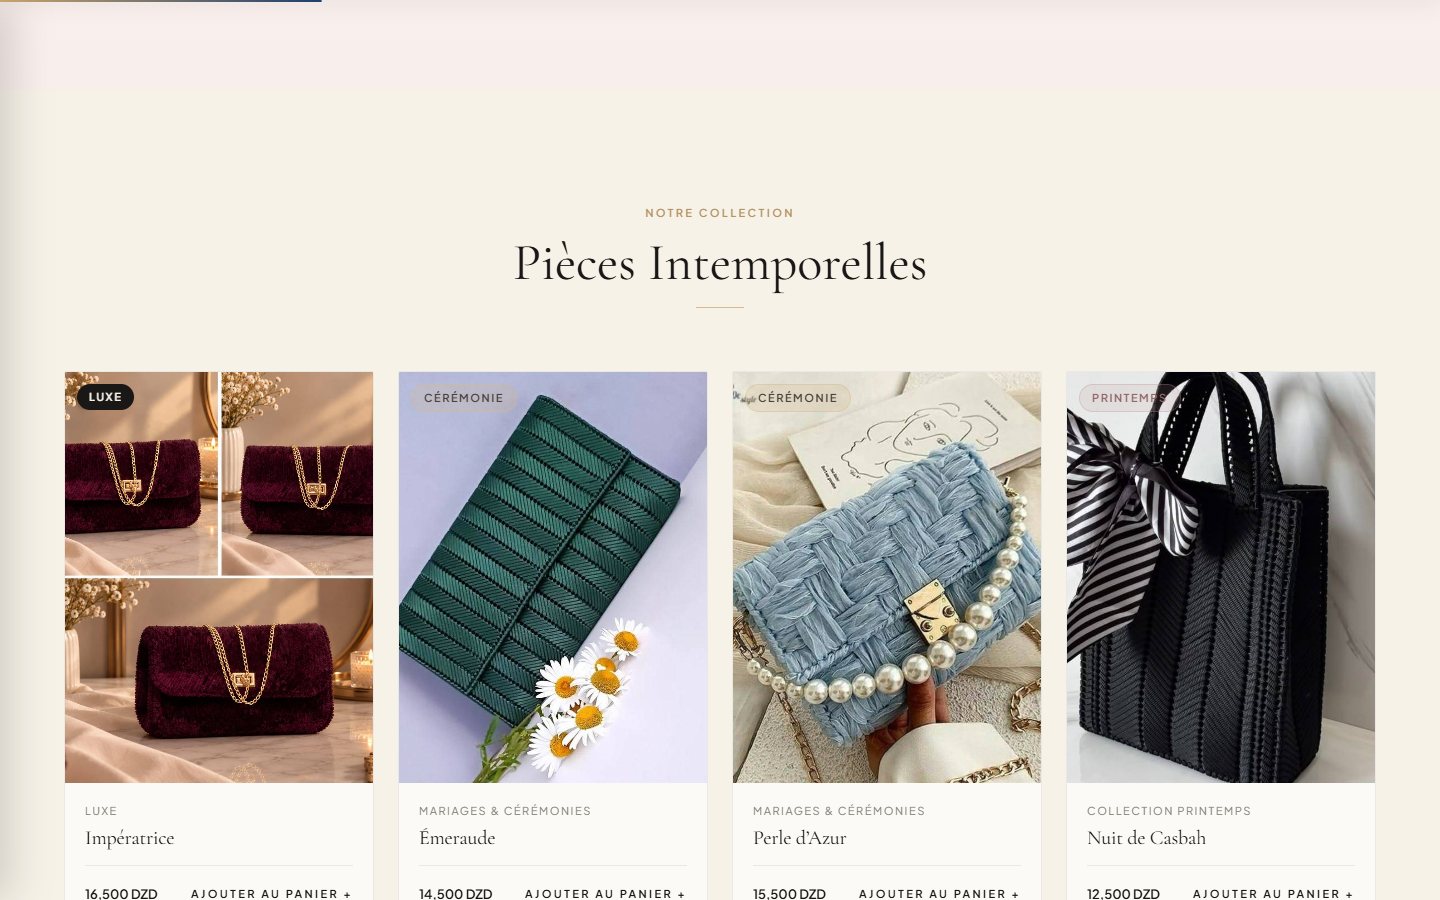 NOTRE COLLECTION
Pièces Intemporelles
LUXE
CÉRÉMONIE
CÉRÉMONIE
PRINTEMPS
style
LUXE
MARIAGES & CÉRÉMONIES
MARIAGES & CÉRÉMONIES
COLLECTION PRINTEMPS
Impératrice
Émeraude
Perle d’Azur
Nuit de Casbah
16,500 DZD AJOUTER AU PANIER +
14,500 DZD AJOUTER AU PANIER +
15,500 DZD AJOUTER AU PANIER +
12,500 DZD AJOUTER AU PANIER +